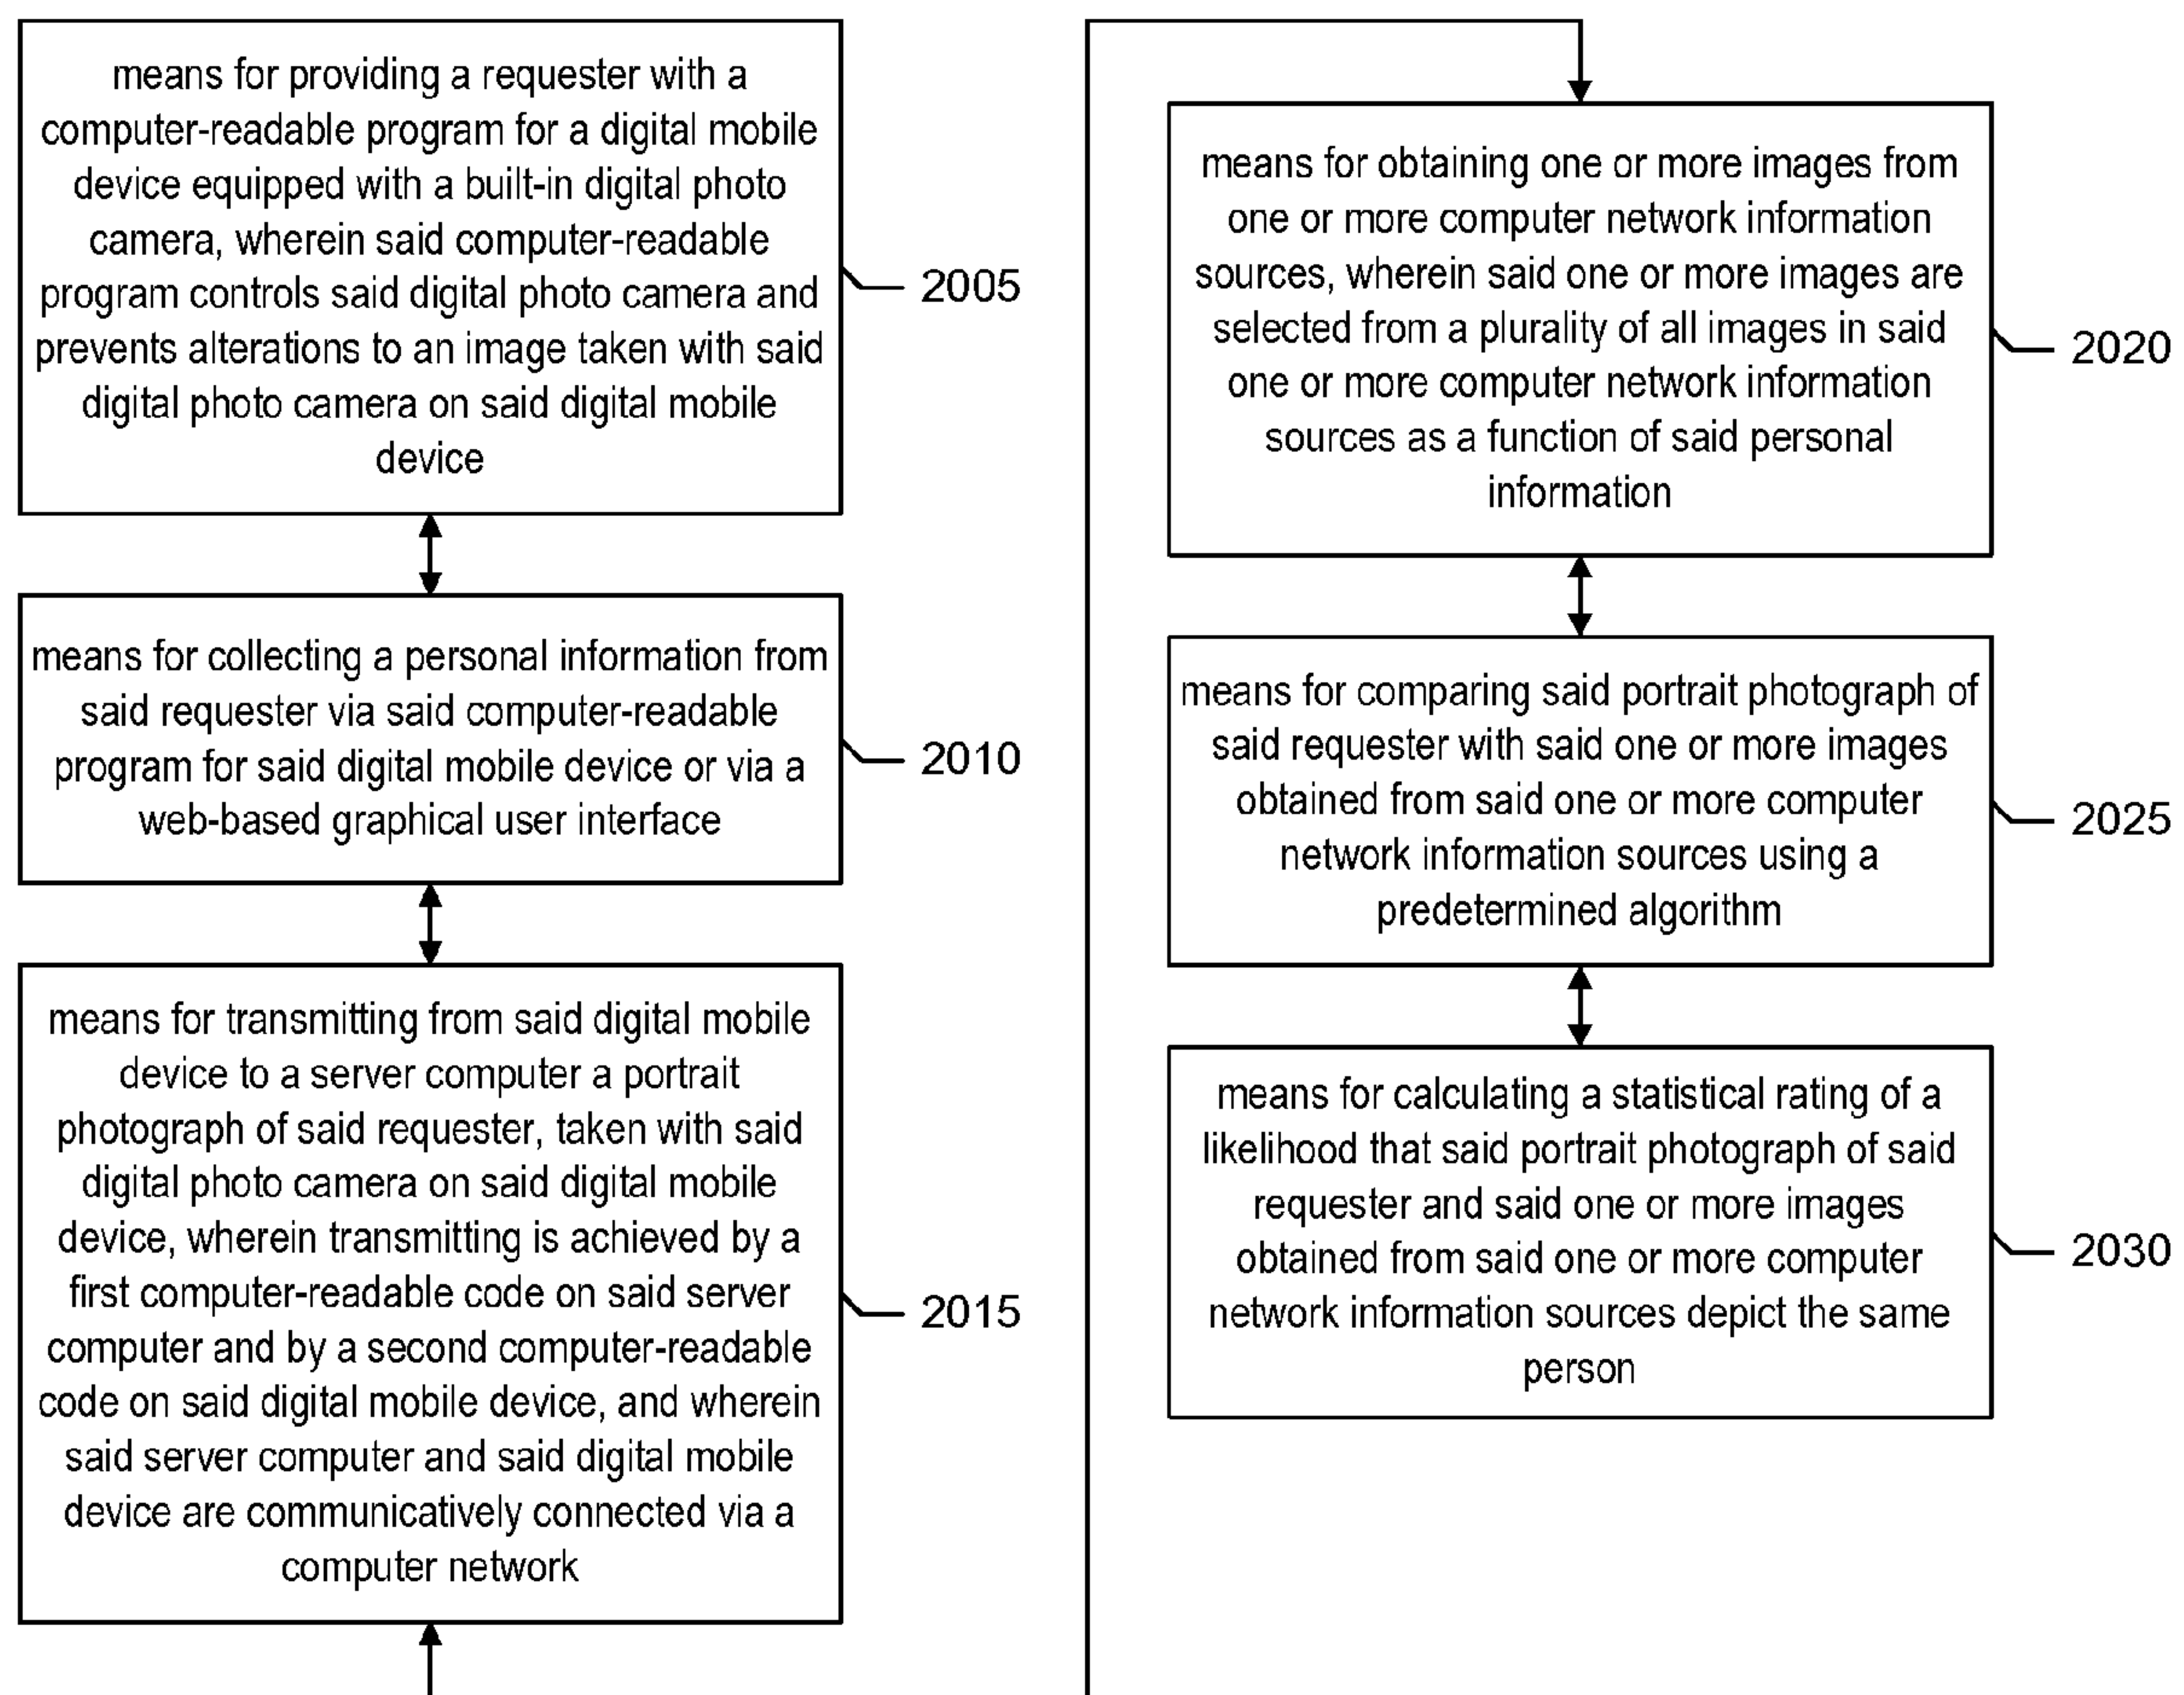 means for providing a requester with a
computer-readable program for a digital mobile
device equipped with a built-in digital photo
camera, wherein said computer-readable
program controls said digital photo camera and
prevents alterations to an image taken with said
digital photo camera on said digital mobile
device
2005
means for collecting a personal information from
said requester via said computer-readable
program for said digital mobile device or via a
web-based graphical user interface
2010
means for transmitting from said digital mobile
device to a server computer a portrait
photograph of said requester, taken with said
digital photo camera on said digital mobile
device, wherein transmitting is achieved by a
first computer-readable code on said server
computer and by a second computer-readable
code on said digital mobile device, and wherein
said server computer and said digital mobile
device are communicatively connected via a
computer network
2015
means for obtaining one or more images from
one or more computer network information
sources, wherein said one or more images are
selected from a plurality of all images in said
one or more computer network information
sources as a function of said personal
information
2020
means for comparing said portrait photograph of
said requester with said one or more images
obtained from said one or more computer
network information sources using a
predetermined algorithm
2025
means for calculating a statistical rating of a
likelihood that said portrait photograph of said
requester and said one or more images
obtained from said one or more computer
network information sources depict the same
person
2030